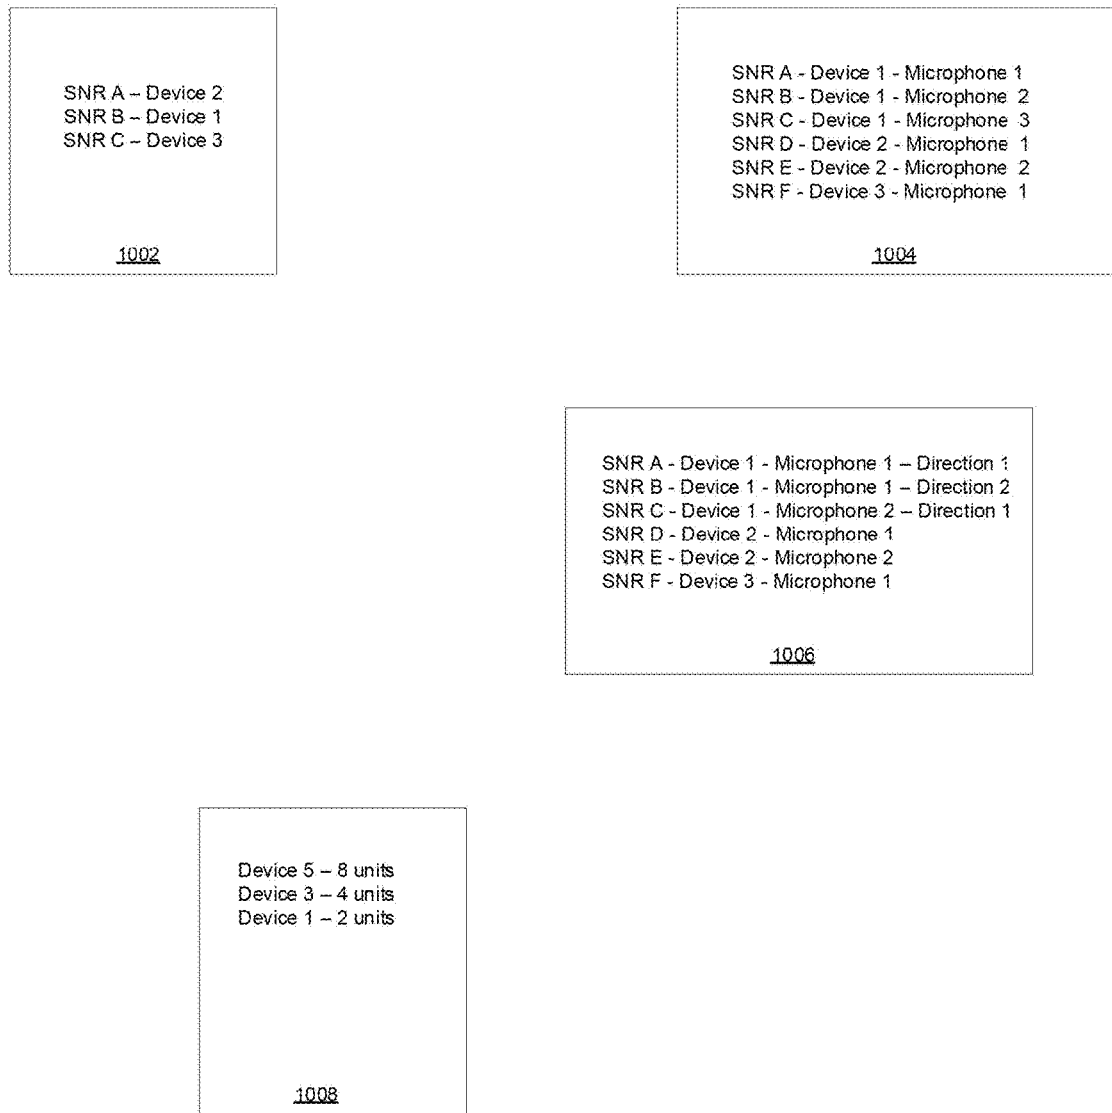 SNR A – Device 2
SNR B – Device 1
SNR C – Device 3
1002
SNR A - Device 1 - Microphone 1
SNR B - Device 1 - Microphone 2
SNR C - Device 1 - Microphone 3
SNR D - Device 2 - Microphone 1
SNR E - Device 2 - Microphone 2
SNR F - Device 3 - Microphone 1
1004
SNR A - Device 1 - Microphone 1 – Direction 1
SNR B - Device 1 - Microphone 1 – Direction 2
SNR C - Device 1 - Microphone 2 – Direction 1
SNR D - Device 2 - Microphone 1
SNR E - Device 2 - Microphone 2
SNR F - Device 3 - Microphone 1
1006
Device 5 – 8 units
Device 3 – 4 units
Device 1 – 2 units
1008